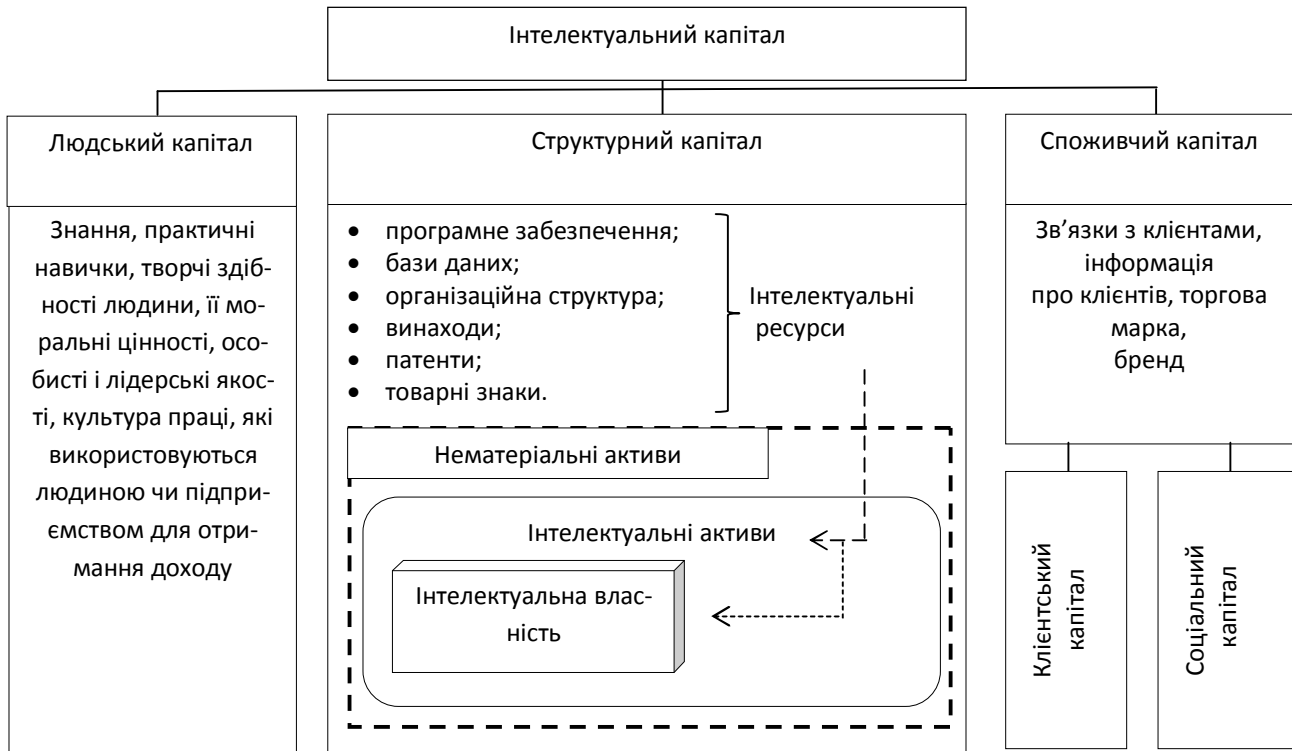 Інтелектуальний капітал
Людський капітал
Знання, практичні
навички, творчі здіб-
ності людини, її мо-
ральні цінності, осо-
бисті і лідерські якос-
ті, культура праці, які
використовуються
людиною чи підпри-
ємством для отри-
мання доходу
Структурний капітал
• програмне забезпечення;
• бази даних;
• організаційна структура;
• винаходи;
• патенти;
• товарні знаки.
Інтелектуальні
ресурси
Нематеріальні активи
Інтелектуальні активи
Інтелектуальна влас-
ність
Споживчий капітал
Зв’язки з клієнтами,
інформація
про клієнтів, торгова
марка,
бренд
Клієнтський
капітал
Соціальний
капітал